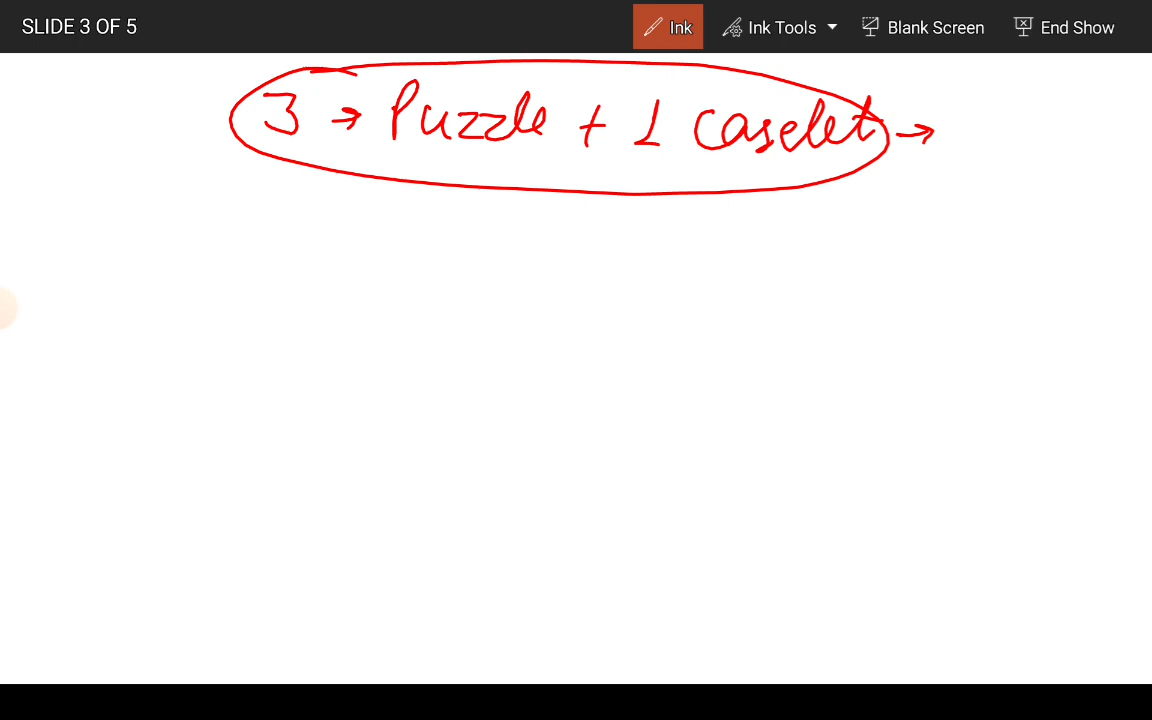 SLIDE 3 OF 5 Ink Ink Tools Blank Screen End Show
3 → Puzzle + 1 Caselet →